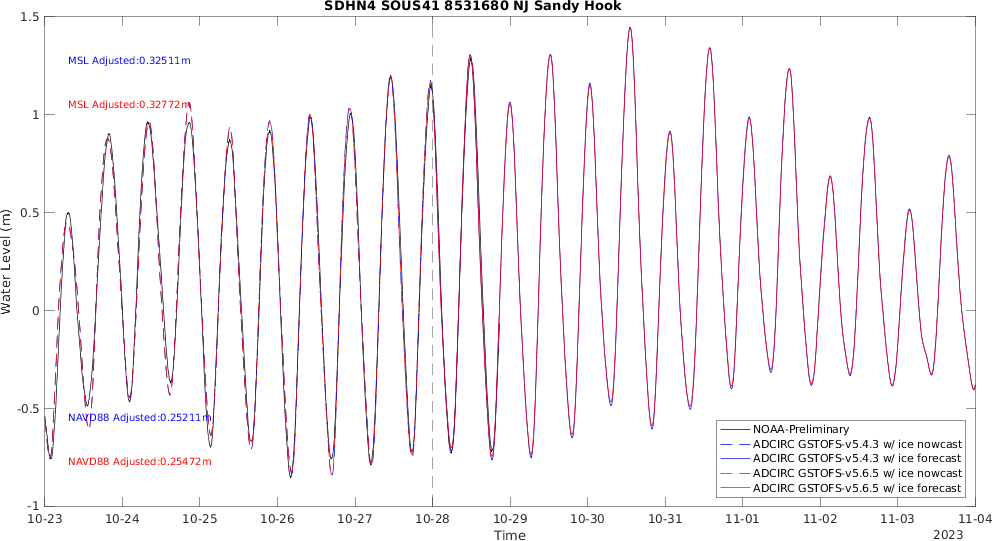 SDHN4 SOUS41 8531680 NJ Sandy Hook
1.5
1
0.5
0
-0.5
-1
Water Level (m)
MSL Adjusted:0.32511m
MSL Adjusted:0.32772m
NAVD88 Adjusted:0.25211m
NAVD88 Adjusted:0.25472m
NOAA-Preliminary
ADCIRC GSTOFS-v5.4.3 w/ ice nowcast
ADCIRC GSTOFS-v5.4.3 w/ ice forecast
ADCIRC GSTOFS-v5.6.5 w/ ice nowcast
ADCIRC GSTOFS-v5.6.5 w/ ice forecast
10-23 10-24 10-25 10-26 10-27 10-28 10-29 10-30 10-31 11-01 11-02 11-03 11-04
Time
2023